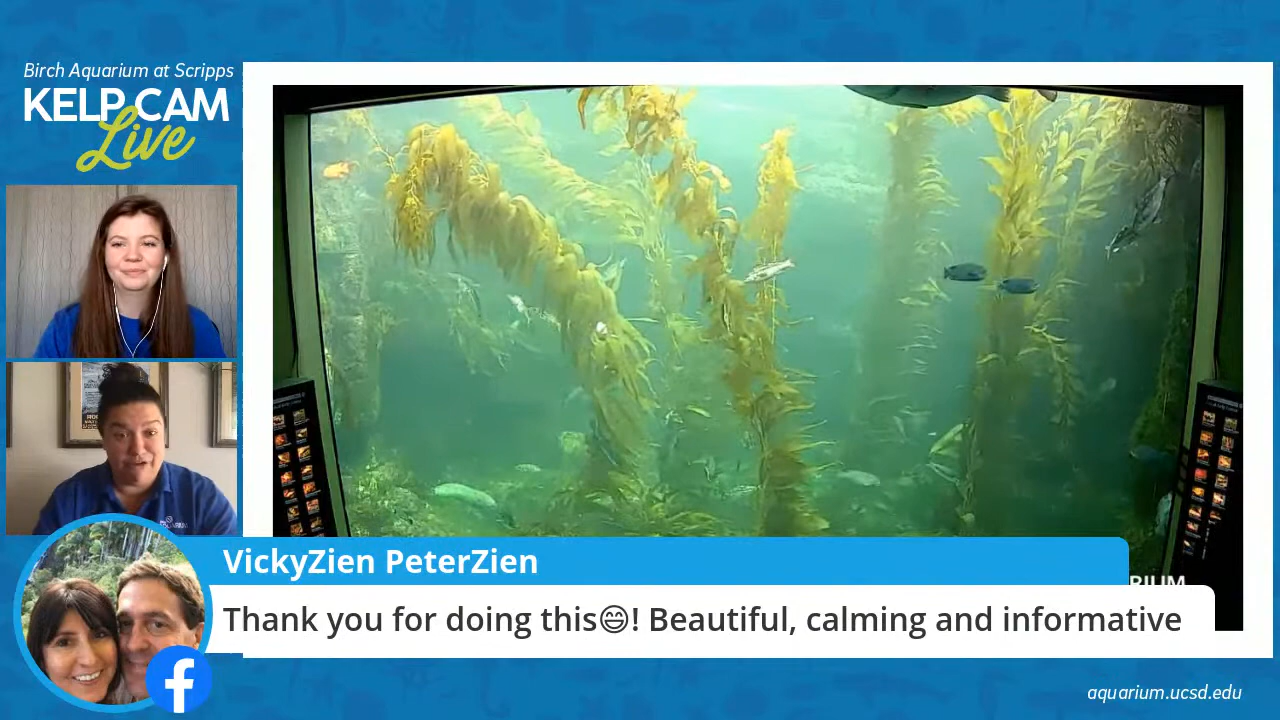 Birch Aquarium at Scripps
KELP CAM
Live
VickyZien PeterZien
Thank you for doing this😄! Beautiful, calming and informative
aquarium.ucsd.edu